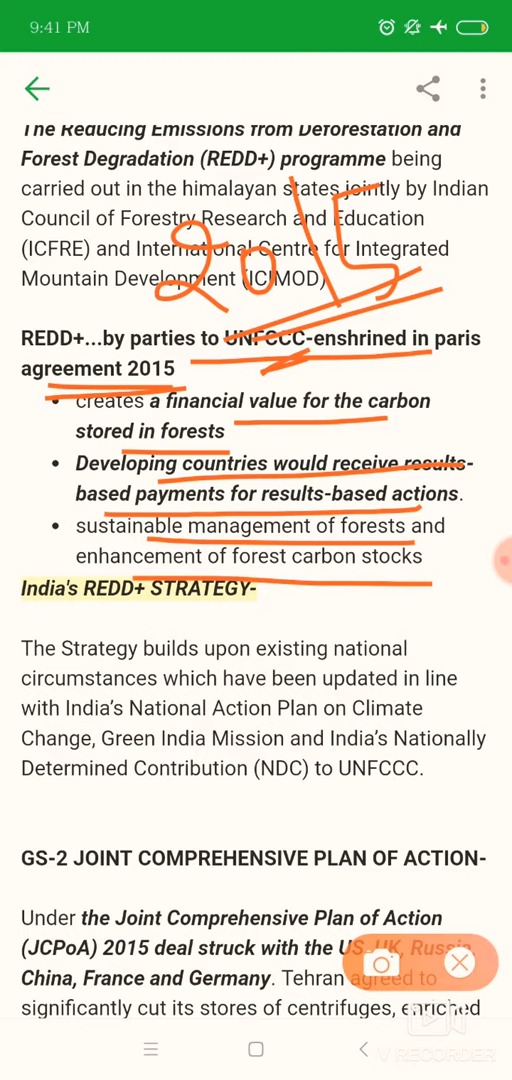 9:41 PM
The Reducing Emissions from Deforestation and
Forest Degradation (REDD+) programme being
carried out in the himalayan states jointly by Indian
Council of Forestry Research and Education
(ICFRE) and International Centre for Integrated
Mountain Development (ICIMOD)
2015
REDD+...by parties to UNFCCC-enshrined in paris
agreement 2015
• creates a financial value for the carbon
stored in forests
• Developing countries would receive results-
based payments for results-based actions.
• sustainable management of forests and
enhancement of forest carbon stocks
India's REDD+ STRATEGY-
The Strategy builds upon existing national
circumstances which have been updated in line
with India's National Action Plan on Climate
Change, Green India Mission and India's Nationally
Determined Contribution (NDC) to UNFCCC.
GS-2 JOINT COMPREHENSIVE PLAN OF ACTION-
Under the Joint Comprehensive Plan of Action
(JCPoA) 2015 deal struck with the US, UK, Russia,
China, France and Germany. Tehran agreed to
significantly cut its stores of centrifuges, enriched
V RECORDER